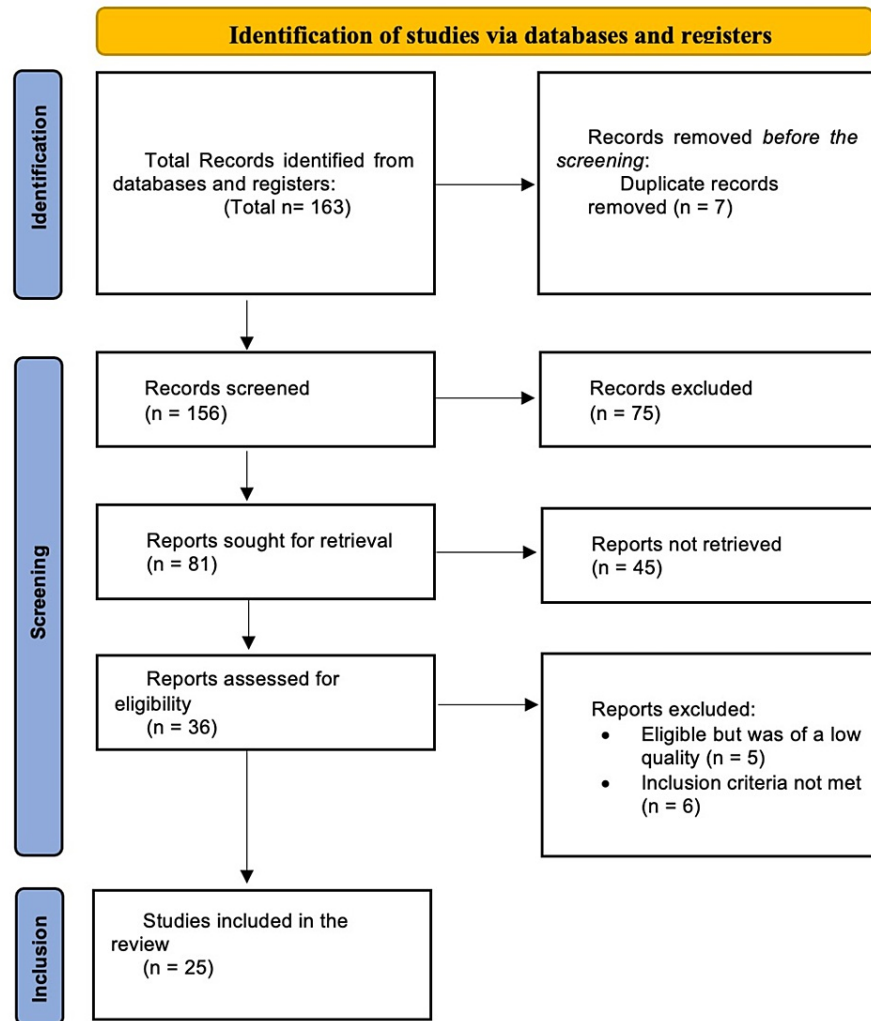 Identification of studies via databases and registers
Identification
Total Records identified from
databases and registers:
(Total n= 163)
Records removed before the
screening:
Duplicate records
removed (n = 7)
Screening
Records screened
(n = 156)
Records excluded
(n = 75)
Reports sought for retrieval
(n = 81)
Reports not retrieved
(n = 45)
Reports assessed for
eligibility
(n = 36)
Reports excluded:
• Eligible but was of a low
quality (n = 5)
• Inclusion criteria not met
(n = 6)
Inclusion
Studies included in the
review
(n = 25)